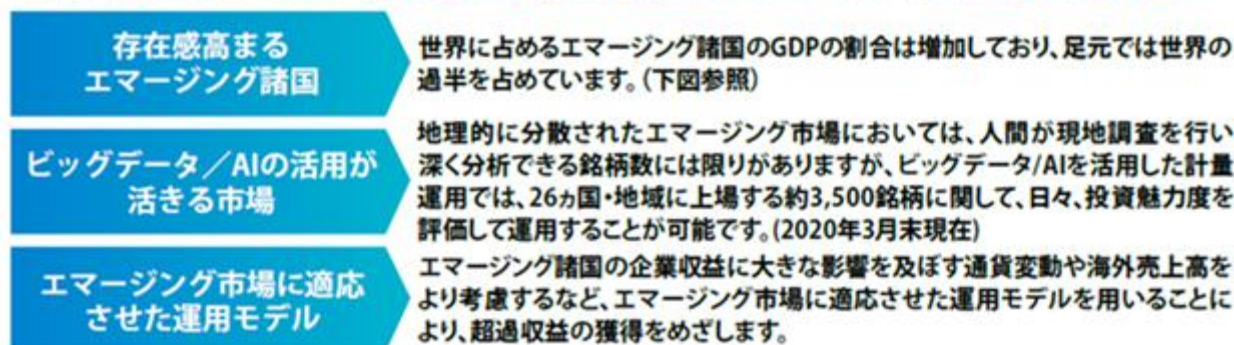 存在感高まる
エマージング諸国
世界に占めるエマージング諸国のGDPの割合は増加しており、足元では世界の
過半を占めています。(下図参照)
ビッグデータ／AIの活用が
活きる市場
地理的に分散されたエマージング市場においては、人間が現地調査を行い
深く分析できる銘柄数には限りがありますが、ビッグデータ/AIを活用した計量
運用では、26ヵ国・地域に上場する約3,500銘柄に関して、日々、投資魅力度を
評価して運用することが可能です。(2020年3月末現在)
エマージング市場に適応
させた運用モデル
エマージング諸国の企業収益に大きな影響を及ぼす通貨変動や海外売上高を
より考慮するなど、エマージング市場に適応させた運用モデルを用いることに
より、超過収益の獲得をめざします。